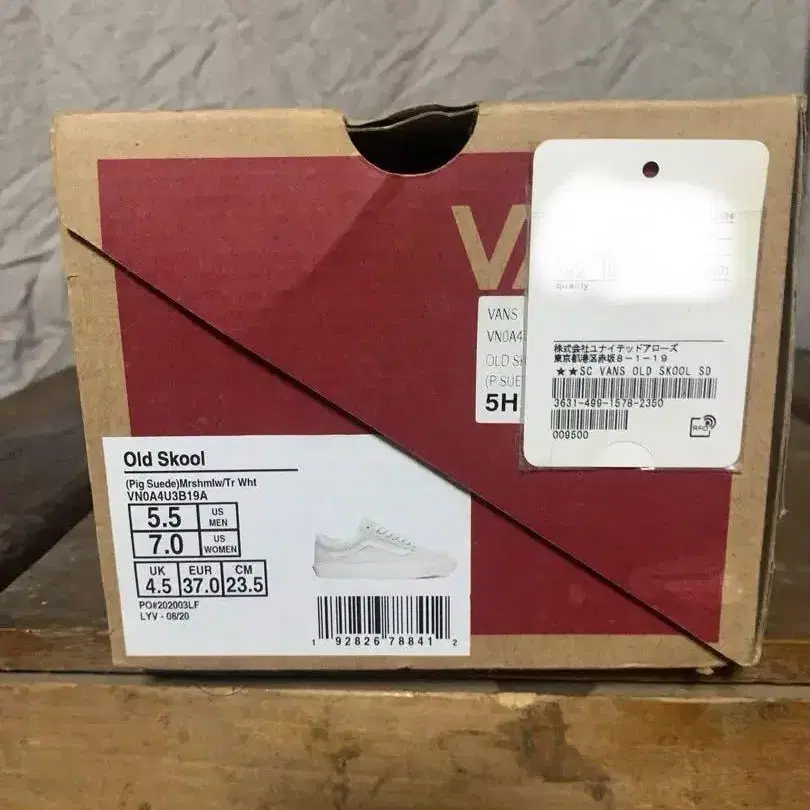 VA
quality
株式会社ユナイテッドアローズ
東京都港区赤坂8-1-19
★★SC VANS OLD SKOOL SD
3631-499-1578-2350
009500
RFID
VANS
VN0A4
OLD SK
(P SUE
5H
Old Skool
(Pig Suede)Mrshmlw/Tr Wht
VN0A4U3B19A
5.5 US MEN
7.0 US WOMEN
UK EUR CM
4.5 37.0 23.5
PO#202003LF
LYV - 08/20
1 92826 78841 2